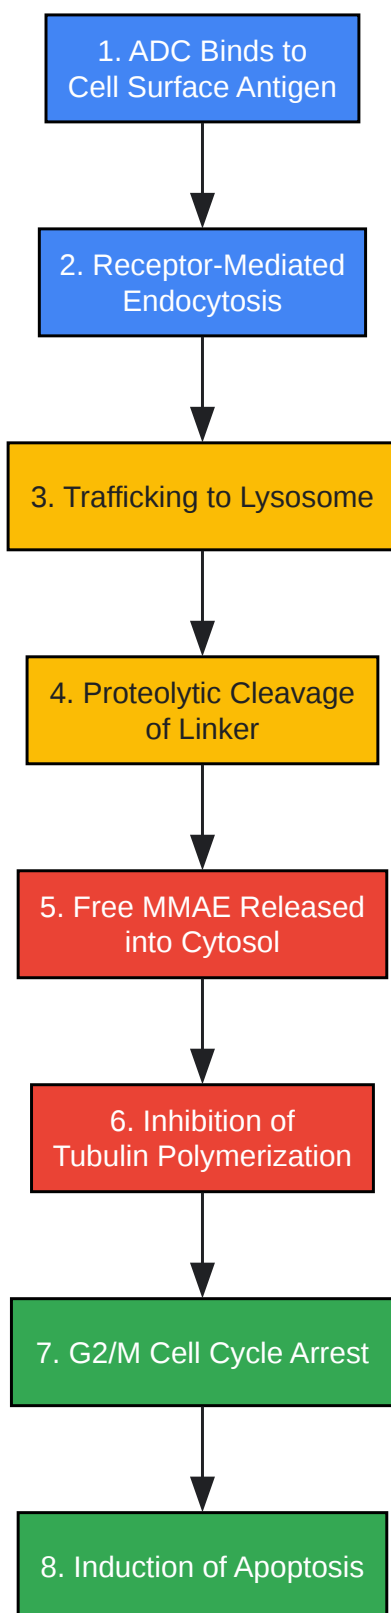 1. ADC Binds to
Cell Surface Antigen
2. Receptor-Mediated
Endocytosis
3. Trafficking to Lysosome
4. Proteolytic Cleavage
of Linker
5. Free MMAE Released
into Cytosol
6. Inhibition of
Tubulin Polymerization
7. G2/M Cell Cycle Arrest
8. Induction of Apoptosis